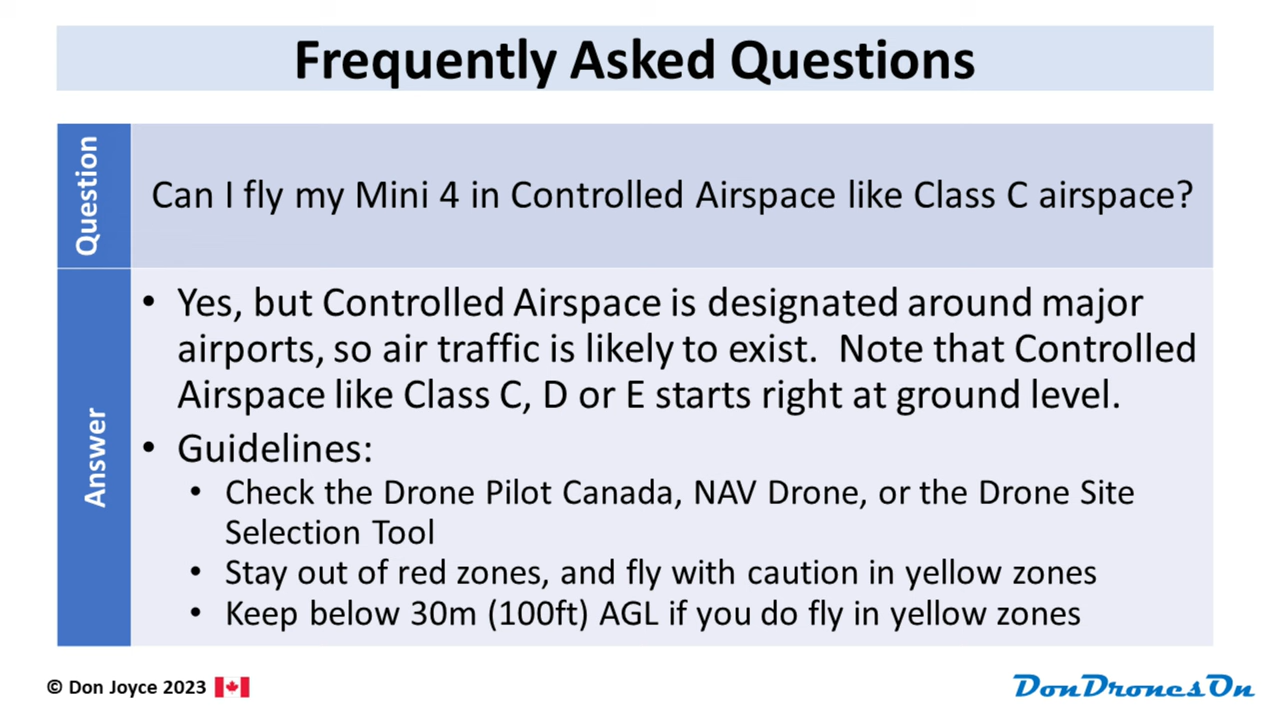 Frequently Asked Questions
Question
Can I fly my Mini 4 in Controlled Airspace like Class C airspace?
Answer
• Yes, but Controlled Airspace is designated around major
airports, so air traffic is likely to exist.  Note that Controlled
Airspace like Class C, D or E starts right at ground level.
• Guidelines:
• Check the Drone Pilot Canada, NAV Drone, or the Drone Site
Selection Tool
• Stay out of red zones, and fly with caution in yellow zones
• Keep below 30m (100ft) AGL if you do fly in yellow zones
© Don Joyce 2023
DonDronesOn